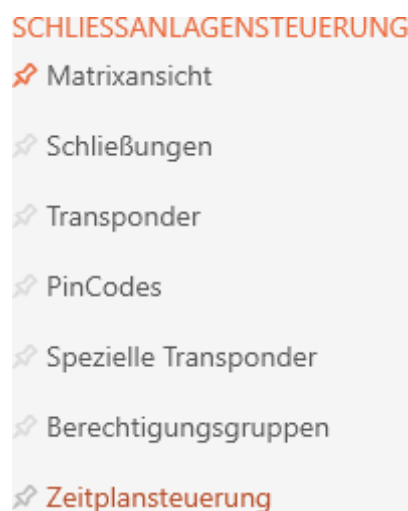 SCHLIESSANLAGENSTEUERUNG
Matrixansicht
Schließungen
Transponder
PinCodes
Spezielle Transponder
Berechtigungsgruppen
Zeitplansteuerung